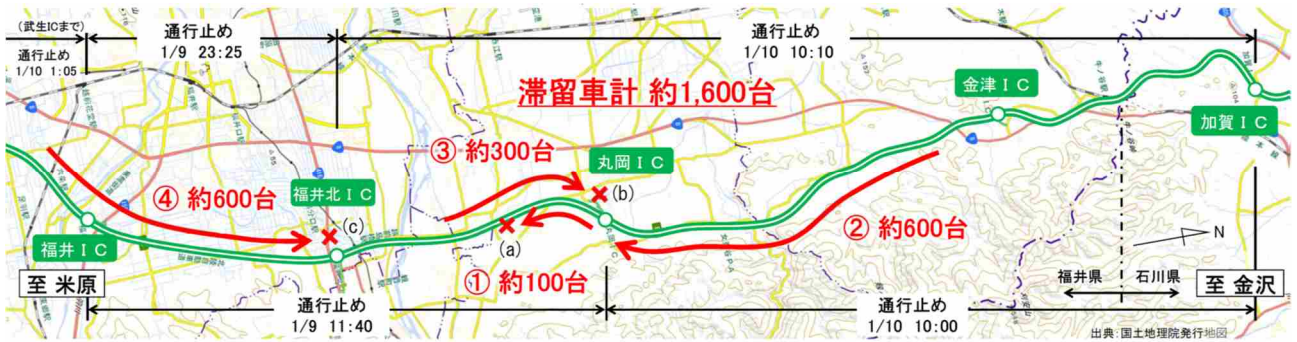 (武生ICまで)
通行止め
1/10 1:05
通行止め
1/9 23:25
通行止め
1/10 10:10
滞留車計 約1,600台
金津IC
加賀IC
③ 約300台
丸岡IC
(b)
④ 約600台
福井北IC
(c)
(a)
② 約600台
N
福井IC
① 約100台
福井県
石川県
至 米原
至 金沢
通行止め
1/9 11:40
通行止め
1/10 10:00
出典:国土地理院発行地図